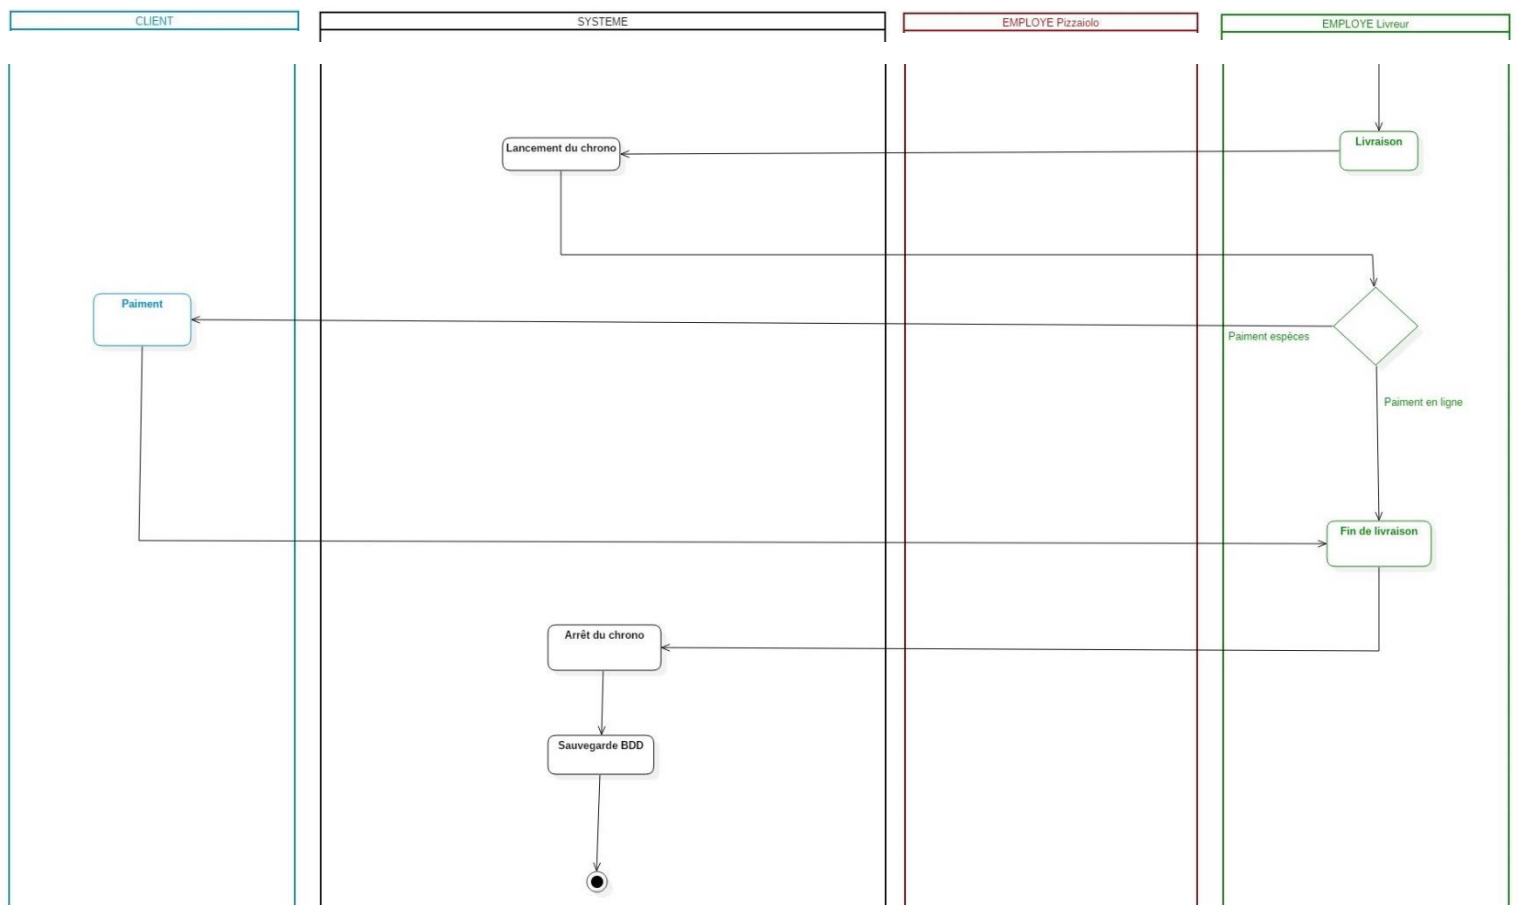 CLIENT
SYSTEME
EMPLOYE Pizzaiolo
EMPLOYE Livreur
Livraison
Lancement du chrono
Paiment
Paiment espèces
Paiment en ligne
Fin de livraison
Arrêt du chrono
Sauvegarde BDD